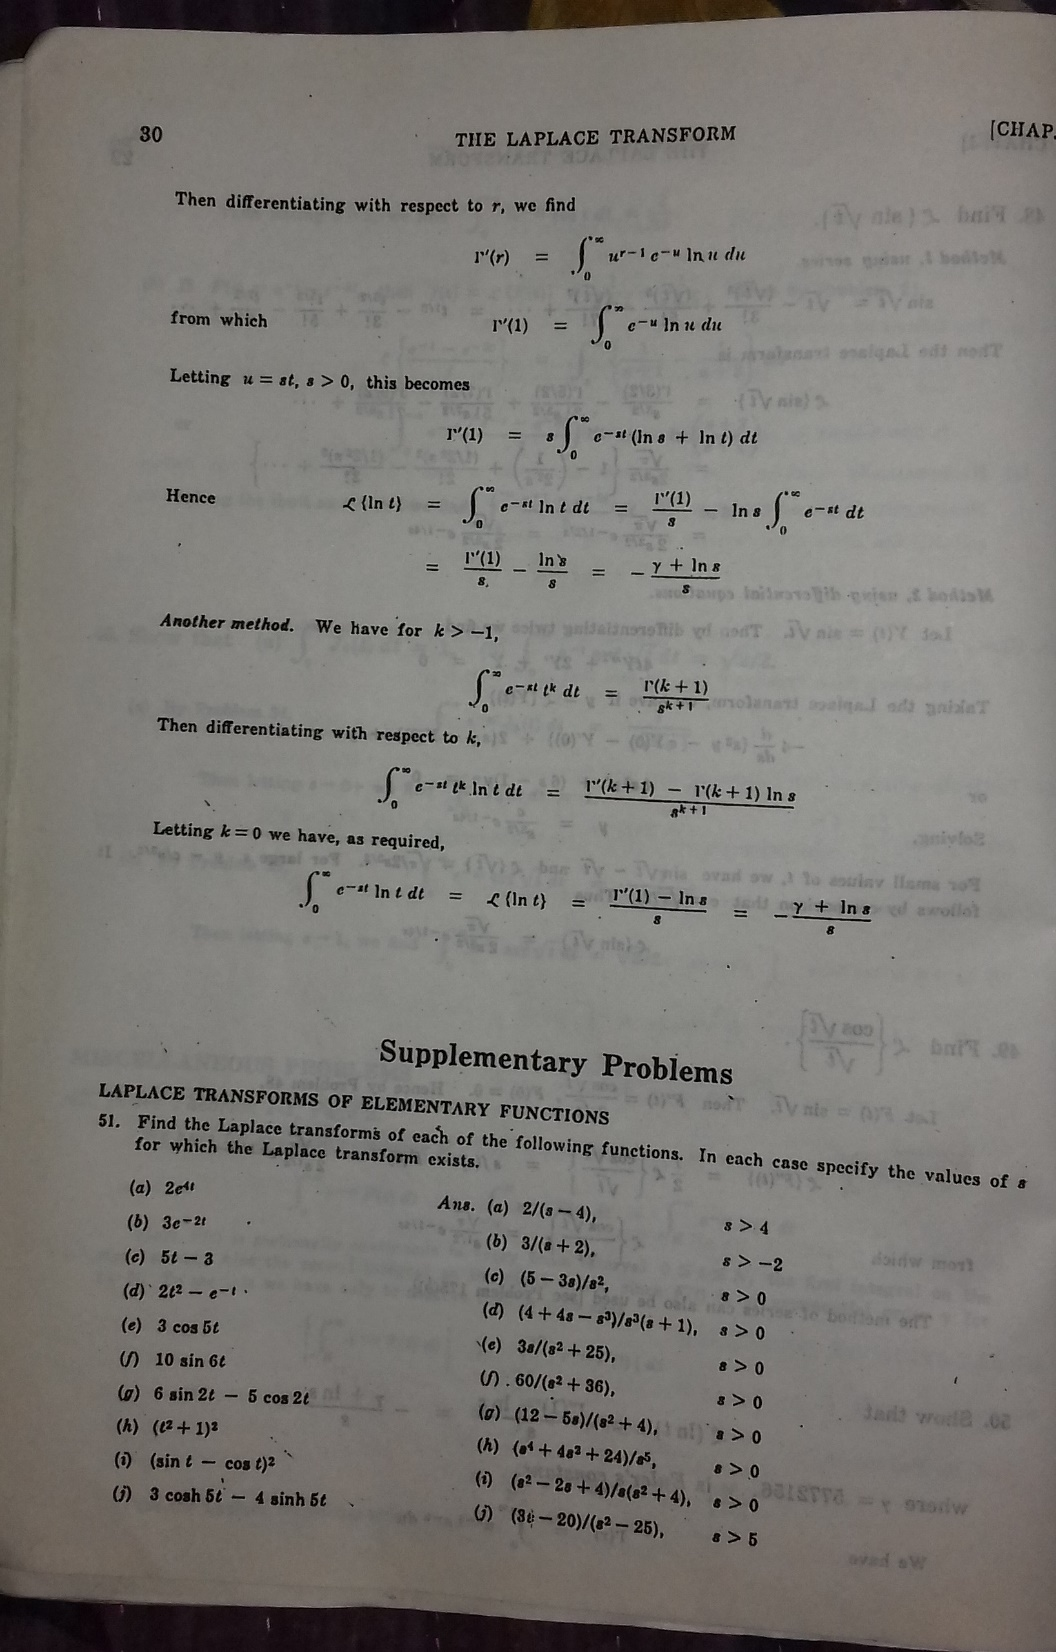 30 THE LAPLACE TRANSFORM [CHAP.
Then differentiating with respect to r, we find
Γ′(r) = ∫₀^∞ u^{r−1} e^{−u} ln u du
from which Γ′(1) = ∫₀^∞ e^{−u} ln u du
Letting u = st, s > 0, this becomes
Γ′(1) = s ∫₀^∞ e^{−st} (ln s + ln t) dt
Hence ℒ{ln t} = ∫₀^∞ e^{−st} ln t dt = Γ′(1)/s − ln s ∫₀^∞ e^{−st} dt
= Γ′(1)/s − ln s/s = −(γ + ln s)/s
Another method. We have for k > −1,
∫₀^∞ e^{−st} t^k dt = Γ(k + 1)/s^{k+1}
Then differentiating with respect to k,
∫₀^∞ e^{−st} t^k ln t dt = (Γ′(k + 1) − Γ(k + 1) ln s)/s^{k+1}
Letting k = 0 we have, as required,
∫₀^∞ e^{−st} ln t dt = ℒ{ln t} = (Γ′(1) − ln s)/s = −(γ + ln s)/s
Supplementary Problems
LAPLACE TRANSFORMS OF ELEMENTARY FUNCTIONS
51. Find the Laplace transforms of each of the following functions. In each case specify the values of s
for which the Laplace transform exists.
(a) 2e^{4t} Ans. (a) 2/(s − 4), s > 4
(b) 3e^{−2t} (b) 3/(s + 2), s > −2
(c) 5t − 3 (c) (5 − 3s)/s², s > 0
(d) 2t² − e^{−t} (d) (4 + 4s − s³)/s³(s + 1), s > 0
(e) 3 cos 5t (e) 3s/(s² + 25), s > 0
(f) 10 sin 6t (f) 60/(s² + 36), s > 0
(g) 6 sin 2t − 5 cos 2t (g) (12 − 5s)/(s² + 4), s > 0
(h) (t² + 1)² (h) (s⁴ + 4s² + 24)/s⁵, s > 0
(i) (sin t − cos t)² (i) (s² − 2s + 4)/s(s² + 4), s > 0
(j) 3 cosh 5t − 4 sinh 5t (j) (3s − 20)/(s² − 25), s > 5